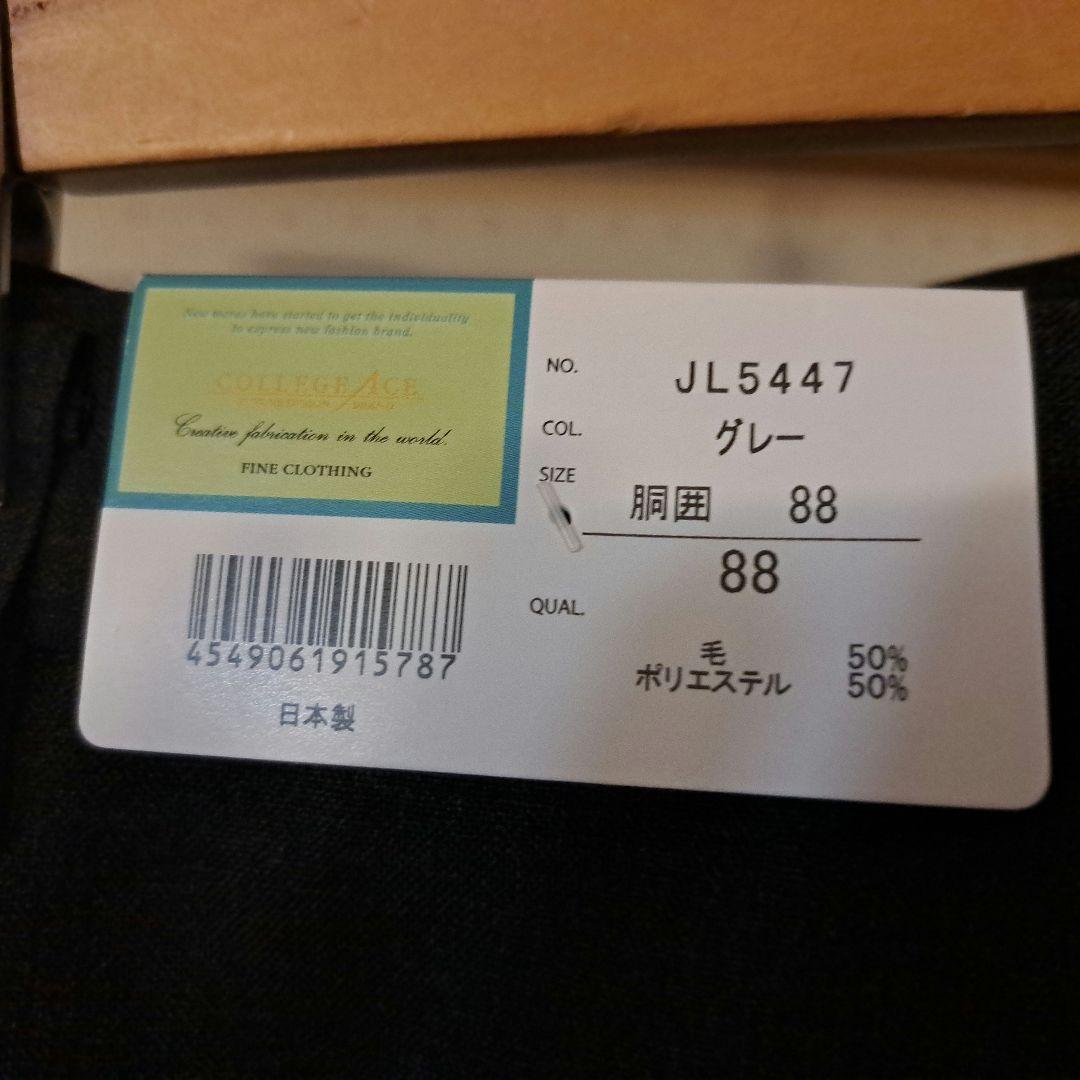 New moves have started to get the individuality
to express new fashion brand.
COLLEGE ACE
Creative fabrication in the world.
FINE CLOTHING
4549061915787
日本製
NO. JL5447
COL. グレー
SIZE 胴囲 88
88
QUAL.
毛 50%
ポリエステル 50%